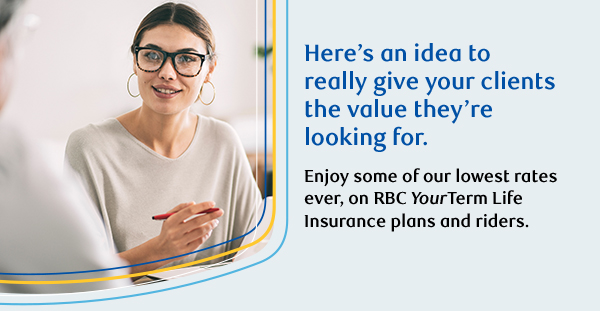 Here’s an idea to
really give your clients
the value they’re
looking for.
Enjoy some of our lowest rates
ever, on RBC YourTerm Life
Insurance plans and riders.